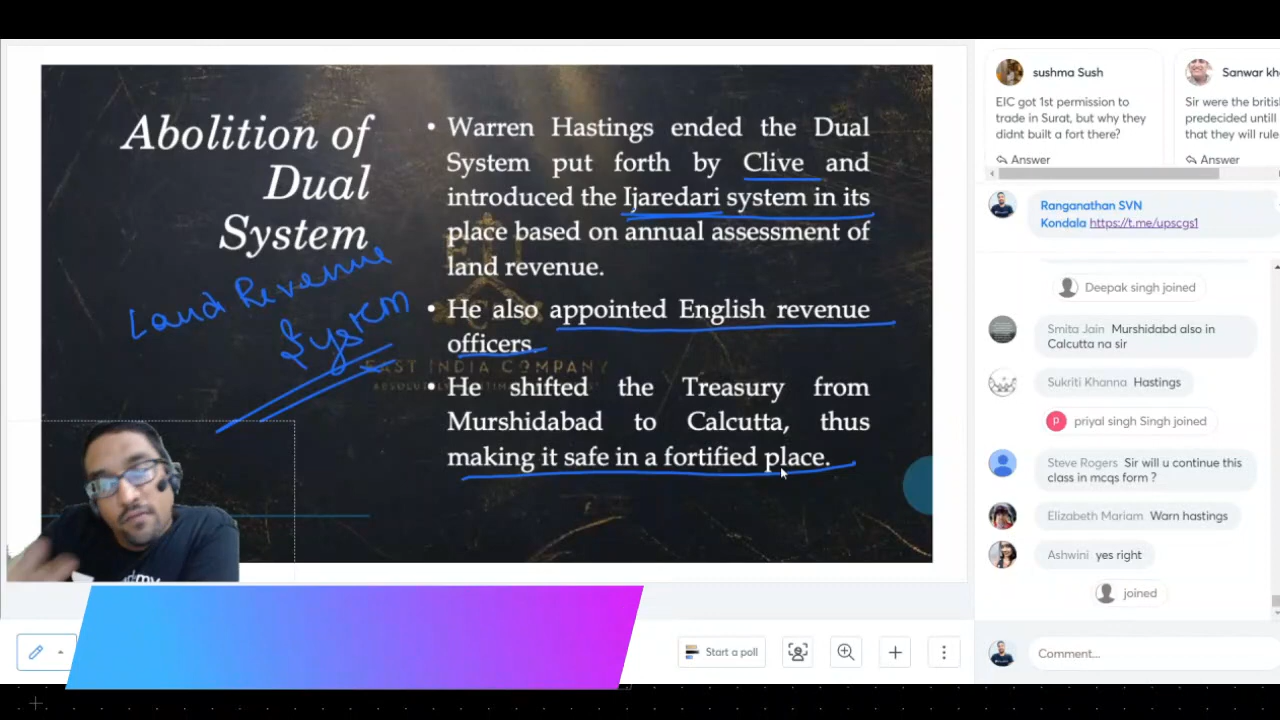 Abolition of
Dual
System
Land Revenue
System
• Warren Hastings ended the Dual
System put forth by Clive and
introduced the Ijaredari system in its
place based on annual assessment of
land revenue.
• He also appointed English revenue
officers.
EAST INDIA COMPANY
• He shifted the Treasury from
Murshidabad to Calcutta, thus
making it safe in a fortified place.
sushma Sush
EIC got 1st permission to
trade in Surat, but why they
didnt built a fort there?
Answer
Sanwar kh
Sir were the britis
predecided untill
that they will rule
Answer
Ranganathan SVN
Kondala https://t.me/upscgs1
Deepak singh joined
Smita Jain Murshidabd also in
Calcutta na sir
Sukriti Khanna Hastings
P priyal singh Singh joined
Steve Rogers Sir will u continue this
class in mcqs form ?
Elizabeth Mariam Warn hastings
Ashwini yes right
joined
Start a poll
Comment...